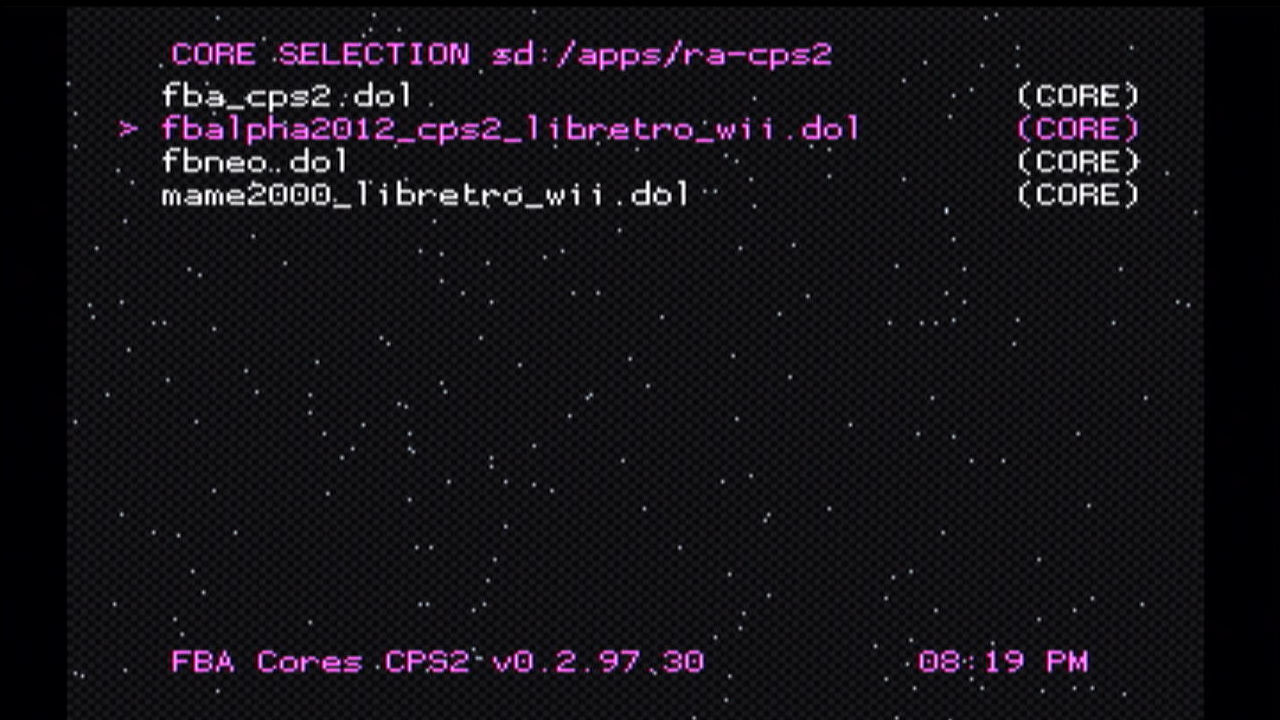 CORE SELECTION sd:/apps/ra-cps2
fba_cps2.dol (CORE)
> fbalpha2012_cps2_libretro_wii.dol (CORE)
fbneo.dol (CORE)
mame2000_libretro_wii.dol (CORE)
FBA Cores CPS2 v0.2.97.30 08:19 PM